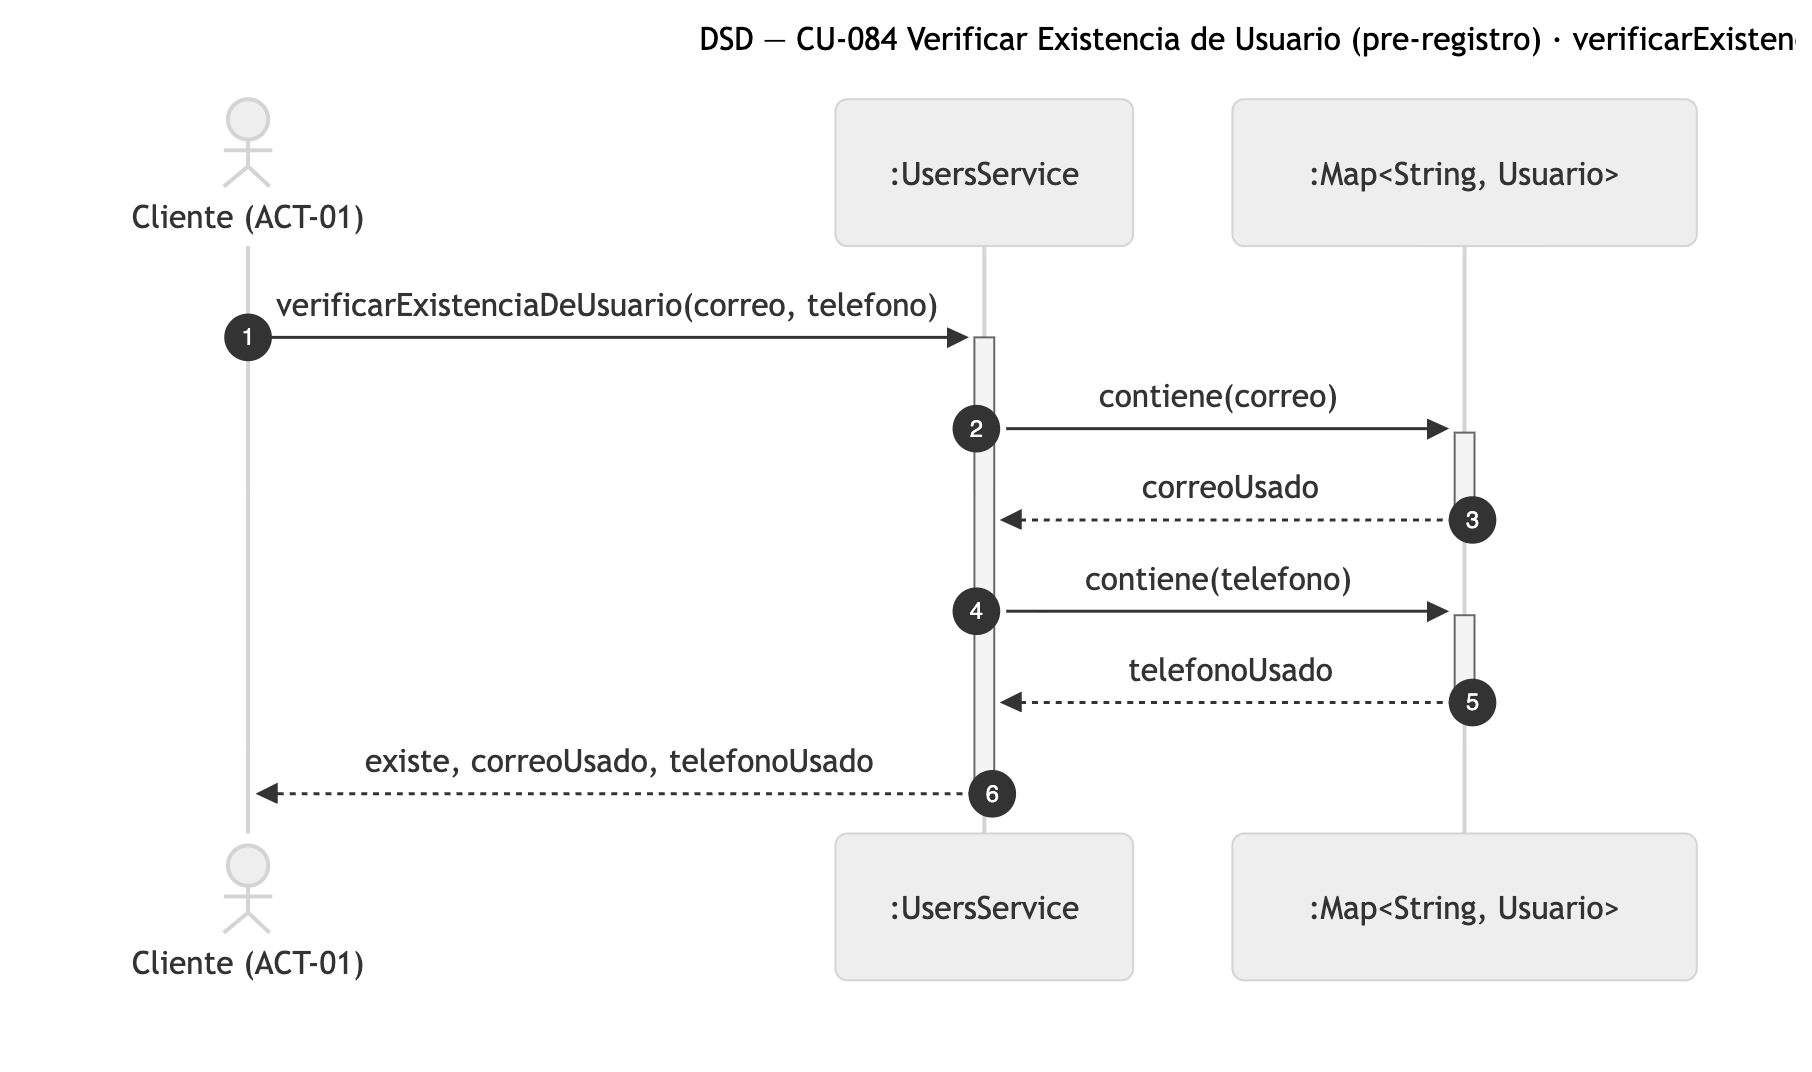 DSD — CU-084 Verificar Existencia de Usuario (pre-registro) · verificarExisten
Cliente (ACT-01)
:UsersService
:Map<String, Usuario>
verificarExistenciaDeUsuario(correo, telefono)
1
contiene(correo)
2
correoUsado
3
contiene(telefono)
4
telefonoUsado
5
existe, correoUsado, telefonoUsado
6
Cliente (ACT-01)
:UsersService
:Map<String, Usuario>